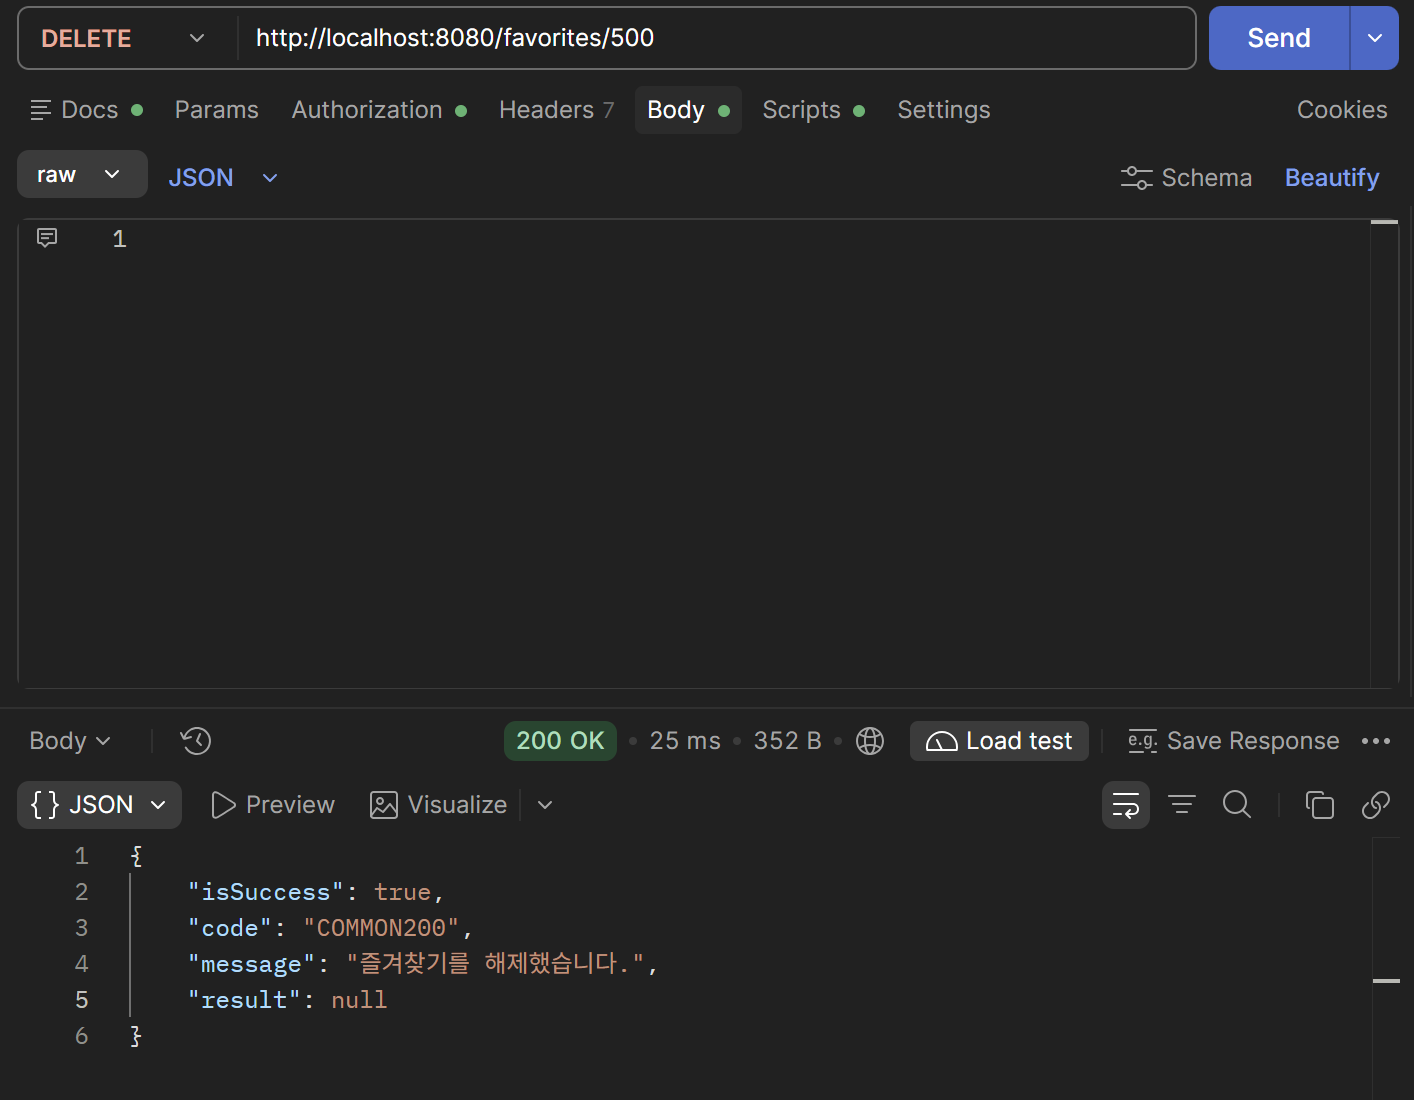 DELETE http://localhost:8080/favorites/500 Send
Docs Params Authorization Headers 7 Body Scripts Settings Cookies
raw JSON Schema Beautify
1
Body 200 OK 25 ms 352 B Load test e.g. Save Response
{} JSON Preview Visualize
1 {
2 "isSuccess": true,
3 "code": "COMMON200",
4 "message": "즐겨찾기를 해제했습니다.",
5 "result": null
6 }